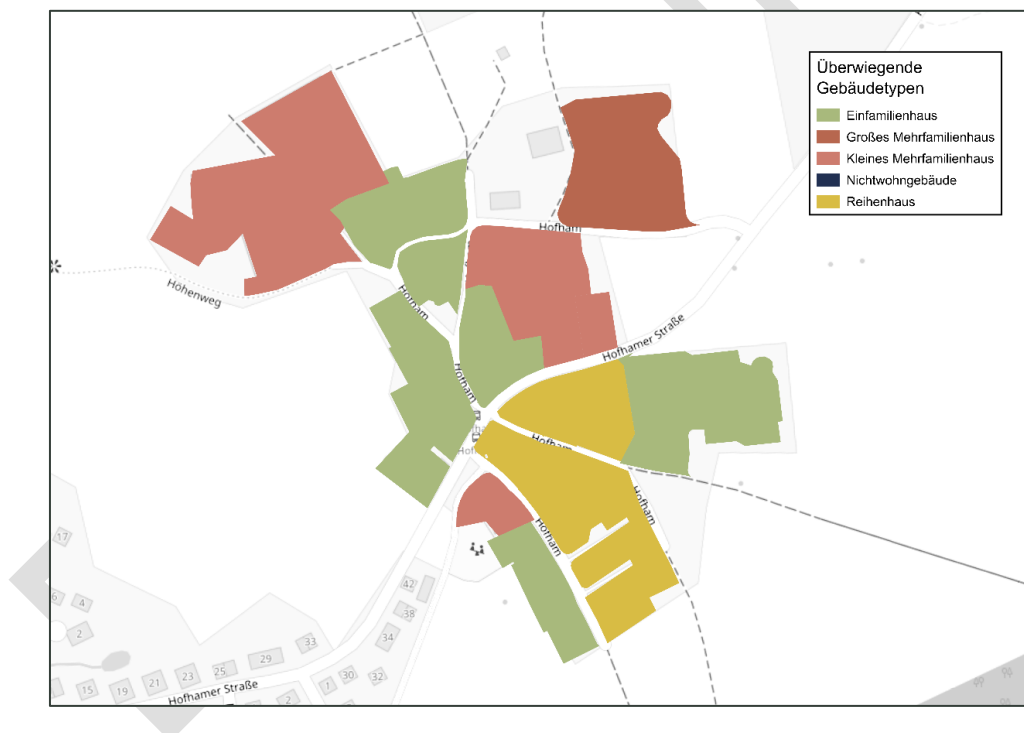 Überwiegende
Gebäudetypen
Einfamilienhaus
Großes Mehrfamilienhaus
Kleines Mehrfamilienhaus
Nichtwohngebäude
Reihenhaus
Hofham
Höhenweg
Hofham
Hofhamer Straße
Hofham
Hofham
Hofham
Hofham
17
42
6
4
38
2
34
33
29
25
23
21
19
15
30
32
1
2
Hofhamer Straße